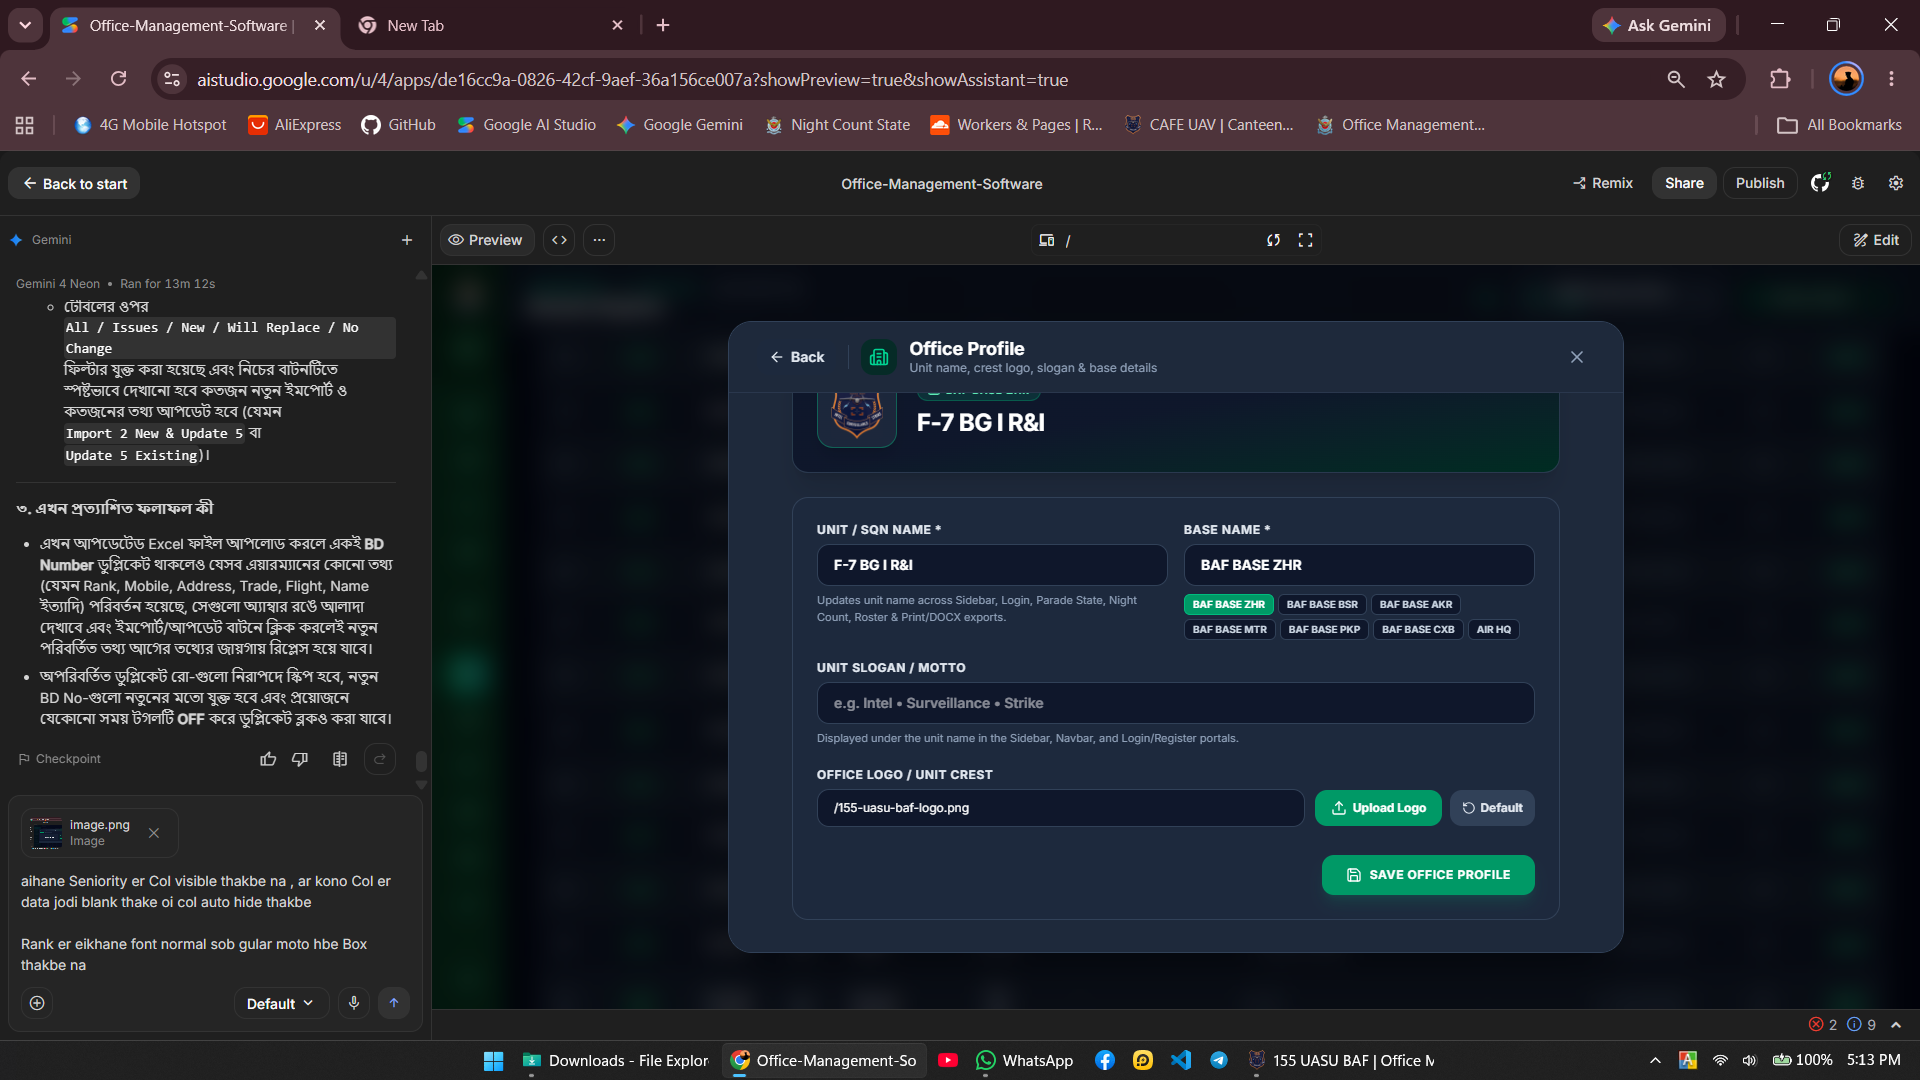 Office-Management-Software |
New Tab
Ask Gemini
aistudio.google.com/u/4/apps/de16cc9a-0826-42cf-9aef-36a156ce007a?showPreview=true&showAssistant=true
4G Mobile Hotspot
AliExpress
GitHub
Google AI Studio
Google Gemini
Night Count State
Workers & Pages | R...
CAFE UAV | Canteen...
Office Management...
All Bookmarks
Back to start
Office-Management-Software
Remix
Share
Publish
Gemini
Preview
/
Edit
Gemini 4 Neon • Ran for 13m 12s
টেবিলের ওপর
All / Issues / New / Will Replace / No
Change
ফিল্টার যুক্ত করা হয়েছে এবং নিচের বাটনটিতে
স্পষ্টভাবে দেখানো হবে কতজন নতুন ইমপোর্ট ও
কতজনের তথ্য আপডেট হবে (যেমন
Import 2 New & Update 5 বা
Update 5 Existing)।
৩. এখন প্রত্যাশিত ফলাফল কী
এখন আপডেটেড Excel ফাইল আপলোড করলে একই BD
Number ডুপ্লিকেট থাকলেও যেসব এয়ারম্যানের কোনো তথ্য
(যেমন Rank, Mobile, Address, Trade, Flight, Name
ইত্যাদি) পরিবর্তন হয়েছে, সেগুলো অ্যাম্বার রঙে আলাদা
দেখাবে এবং ইমপোর্ট/আপডেট বাটনে ক্লিক করলেই নতুন
পরিবর্তিত তথ্য আগের তথ্যের জায়গায় রিপ্লেস হয়ে যাবে।
অপরিবর্তিত ডুপ্লিকেট রো-গুলো নিরাপদে স্কিপ হবে, নতুন
BD No-গুলো নতুনের মতো যুক্ত হবে এবং প্রয়োজনে
যেকোনো সময় টগলটি OFF করে ডুপ্লিকেট ব্লকও করা যাবে।
Checkpoint
image.png
Image
aihane Seniority er Col visible thakbe na , ar kono Col er
data jodi blank thake oi col auto hide thakbe
Rank er eikhane font normal sob gular moto hbe Box
thakbe na
Default
Back
Office Profile
Unit name, crest logo, slogan & base details
F-7 BG I R&I
UNIT / SQN NAME *
BASE NAME *
F-7 BG I R&I
BAF BASE ZHR
Updates unit name across Sidebar, Login, Parade State, Night
Count, Roster & Print/DOCX exports.
BAF BASE ZHR
BAF BASE BSR
BAF BASE AKR
BAF BASE MTR
BAF BASE PKP
BAF BASE CXB
AIR HQ
UNIT SLOGAN / MOTTO
e.g. Intel • Surveillance • Strike
Displayed under the unit name in the Sidebar, Navbar, and Login/Register portals.
OFFICE LOGO / UNIT CREST
/155-uasu-baf-logo.png
Upload Logo
Default
SAVE OFFICE PROFILE
2
9
Downloads - File Explor
Office-Management-So
WhatsApp
155 UASU BAF | Office M
100%
5:13 PM